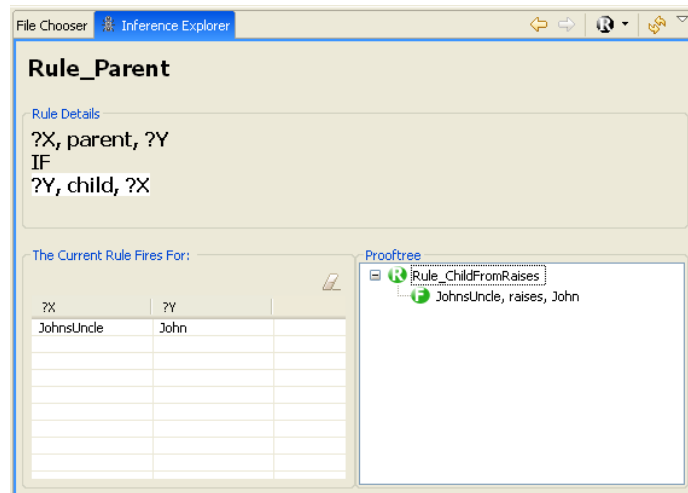 File Chooser
Inference Explorer
R
Rule_Parent
Rule Details
?X, parent, ?Y
IF
?Y, child, ?X
The Current Rule Fires For:
?X ?Y
JohnsUncle John
Prooftree
R Rule_ChildFromRaises
F JohnsUncle, raises, John